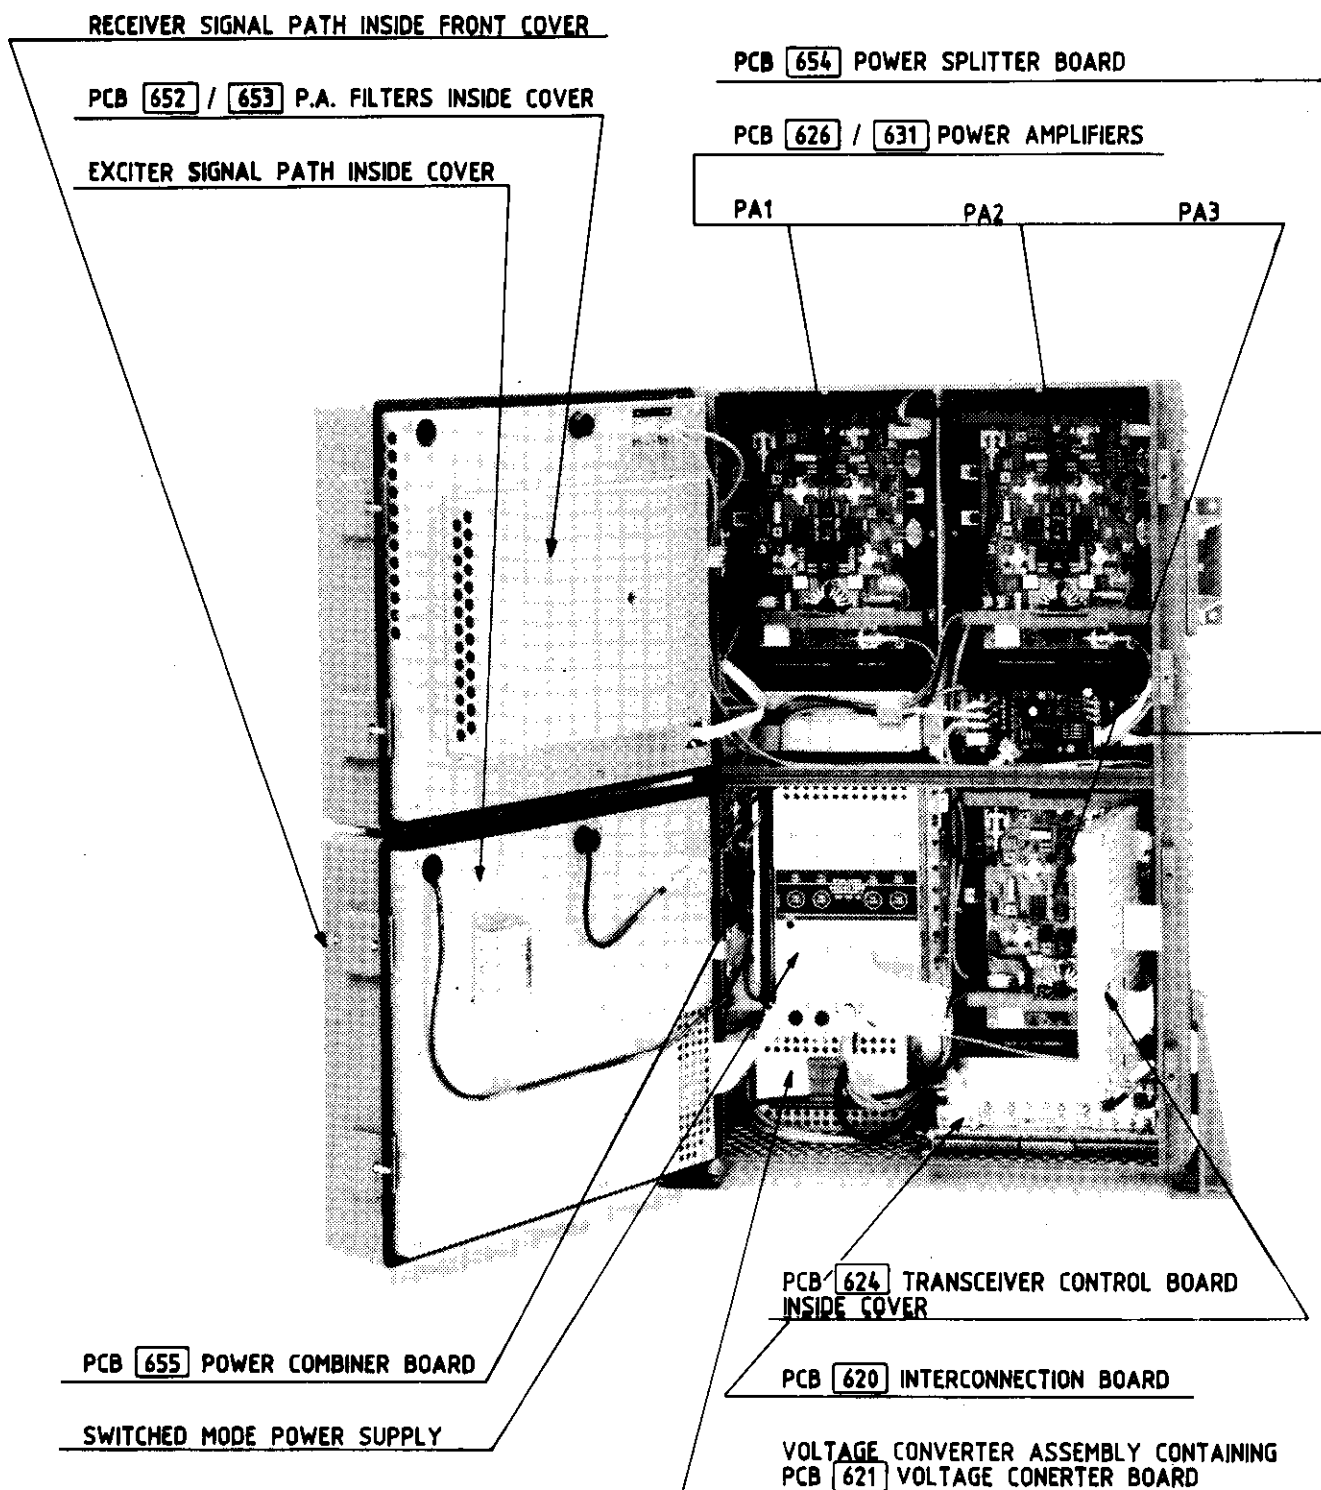 RECEIVER SIGNAL PATH INSIDE FRONT COVER
PCB 652 / 653 P.A. FILTERS INSIDE COVER
EXCITER SIGNAL PATH INSIDE COVER
PCB 654 POWER SPLITTER BOARD
PCB 626 / 631 POWER AMPLIFIERS
PA1 PA2 PA3
PCB 624 TRANSCEIVER CONTROL BOARD
INSIDE COVER
PCB 655 POWER COMBINER BOARD
PCB 620 INTERCONNECTION BOARD
SWITCHED MODE POWER SUPPLY
VOLTAGE CONVERTER ASSEMBLY CONTAINING
PCB 621 VOLTAGE CONERTER BOARD